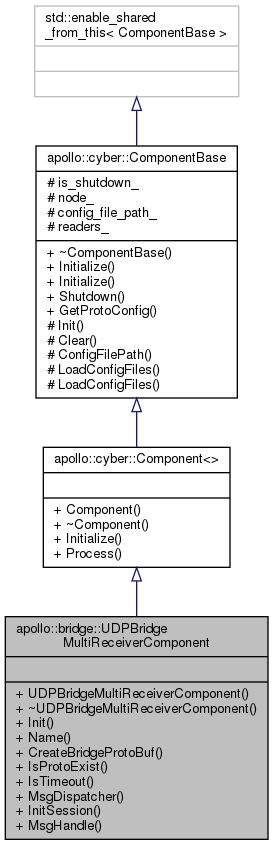 std::enable_shared
_from_this< ComponentBase >
apollo::cyber::ComponentBase
# is_shutdown_
# node_
# config_file_path_
# readers_
+ ~ComponentBase()
+ Initialize()
+ Initialize()
+ Shutdown()
+ GetProtoConfig()
# Init()
# Clear()
# ConfigFilePath()
# LoadConfigFiles()
# LoadConfigFiles()
apollo::cyber::Component<>
+ Component()
+ ~Component()
+ Initialize()
+ Process()
apollo::bridge::UDPBridge
MultiReceiverComponent
+ UDPBridgeMultiReceiverComponent()
+ ~UDPBridgeMultiReceiverComponent()
+ Init()
+ Name()
+ CreateBridgeProtoBuf()
+ IsProtoExist()
+ IsTimeout()
+ MsgDispatcher()
+ InitSession()
+ MsgHandle()